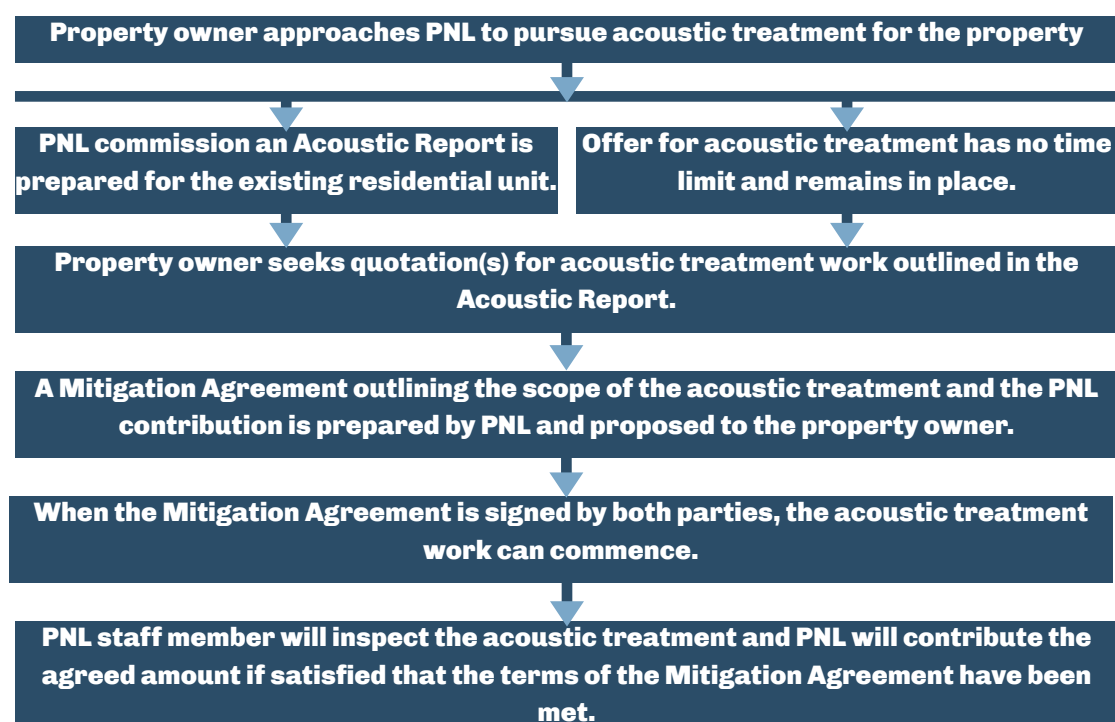 Property owner approaches PNL to pursue acoustic treatment for the property
PNL commission an Acoustic Report is
prepared for the existing residential unit.
Offer for acoustic treatment has no time
limit and remains in place.
Property owner seeks quotation(s) for acoustic treatment work outlined in the
Acoustic Report.
A Mitigation Agreement outlining the scope of the acoustic treatment and the PNL
contribution is prepared by PNL and proposed to the property owner.
When the Mitigation Agreement is signed by both parties, the acoustic treatment
work can commence.
PNL staff member will inspect the acoustic treatment and PNL will contribute the
agreed amount if satisfied that the terms of the Mitigation Agreement have been
met.